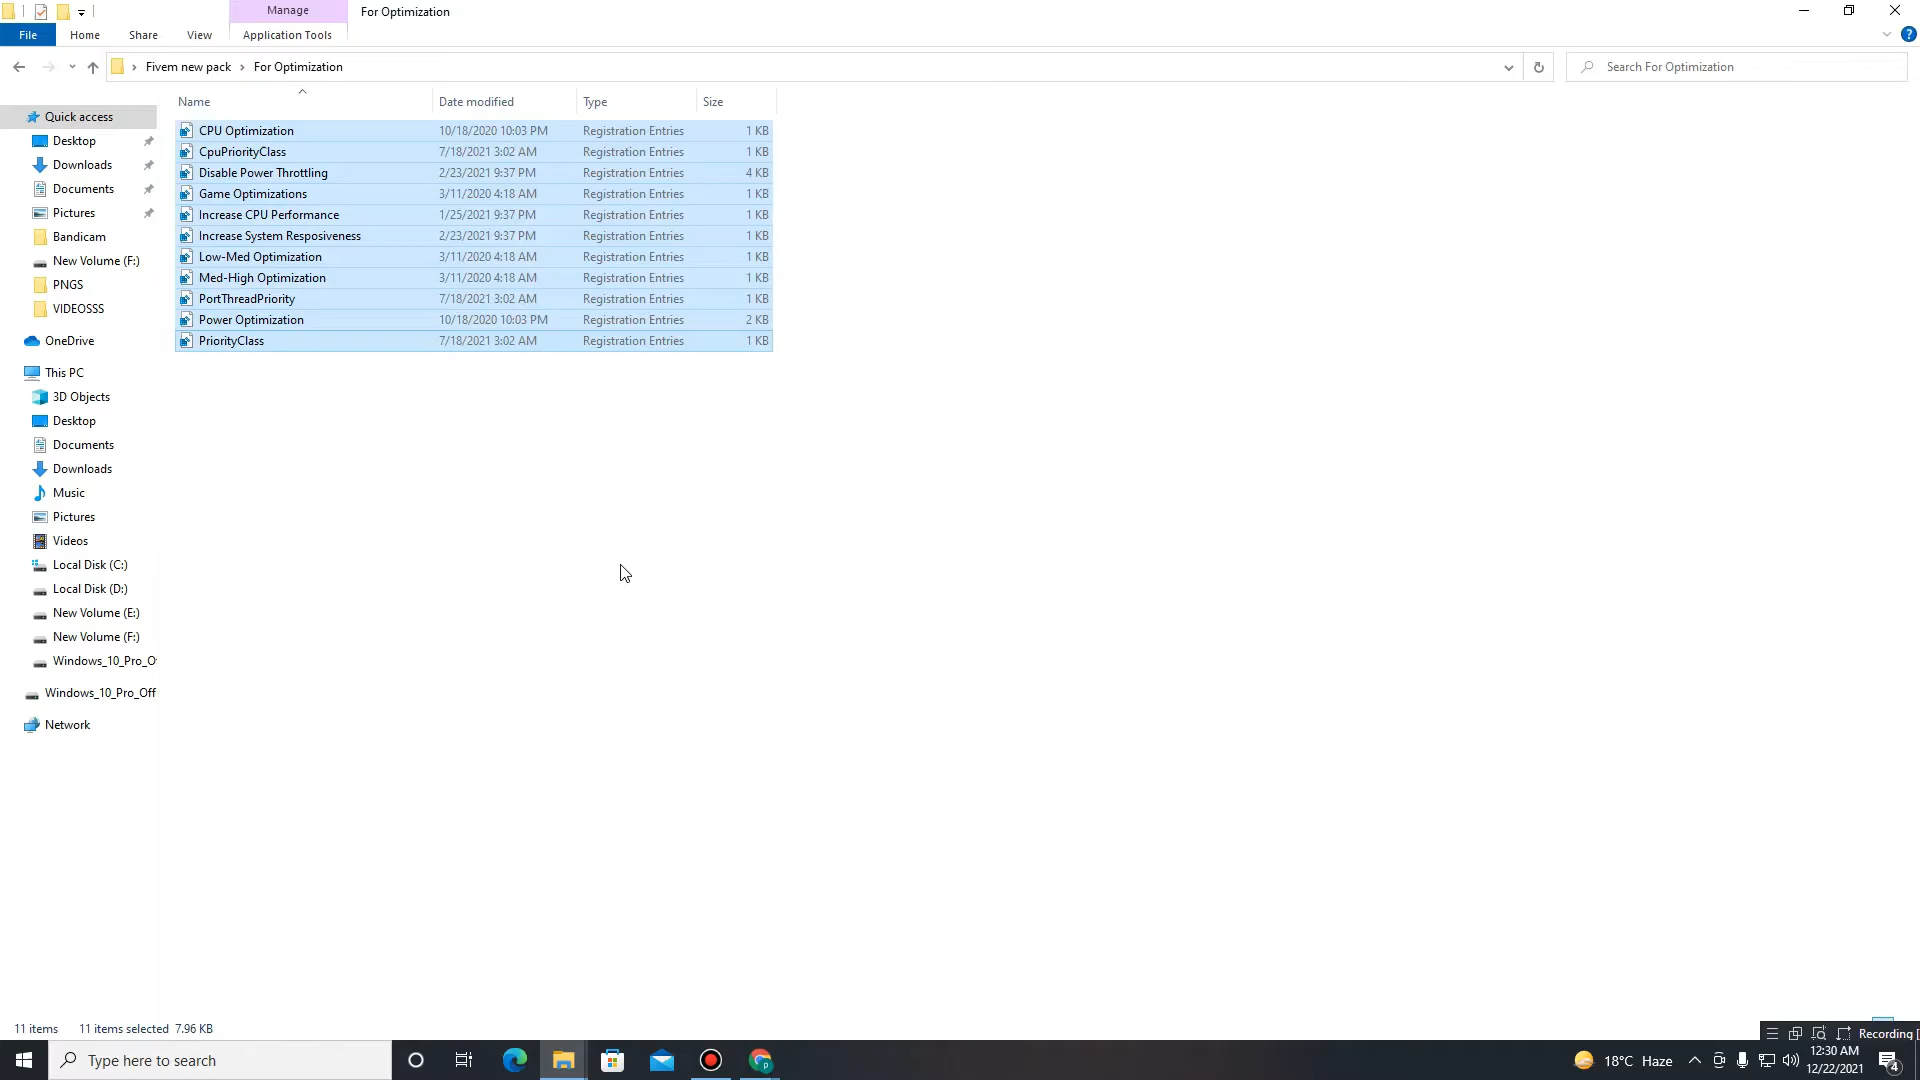 Manage
For Optimization
File
Home
Share
View
Application Tools
Fivem new pack
For Optimization
Search For Optimization
Name
Date modified
Type
Size
Quick access
Desktop
Downloads
Documents
Pictures
Bandicam
New Volume (F:)
PNGS
VIDEOSSS
OneDrive
This PC
3D Objects
Desktop
Documents
Downloads
Music
Pictures
Videos
Local Disk (C:)
Local Disk (D:)
New Volume (E:)
New Volume (F:)
Windows_10_Pro_O
Windows_10_Pro_Off
Network
CPU Optimization 10/18/2020 10:03 PM Registration Entries 1 KB
CpuPriorityClass 7/18/2021 3:02 AM Registration Entries 1 KB
Disable Power Throttling 2/23/2021 9:37 PM Registration Entries 4 KB
Game Optimizations 3/11/2020 4:18 AM Registration Entries 1 KB
Increase CPU Performance 1/25/2021 9:37 PM Registration Entries 1 KB
Increase System Resposiveness 2/23/2021 9:37 PM Registration Entries 1 KB
Low-Med Optimization 3/11/2020 4:18 AM Registration Entries 1 KB
Med-High Optimization 3/11/2020 4:18 AM Registration Entries 1 KB
PortThreadPriority 7/18/2021 3:02 AM Registration Entries 1 KB
Power Optimization 10/18/2020 10:03 PM Registration Entries 2 KB
PriorityClass 7/18/2021 3:02 AM Registration Entries 1 KB
11 items 11 items selected 7.96 KB
Recording [
Type here to search
18°C Haze
12:30 AM
12/22/2021
4